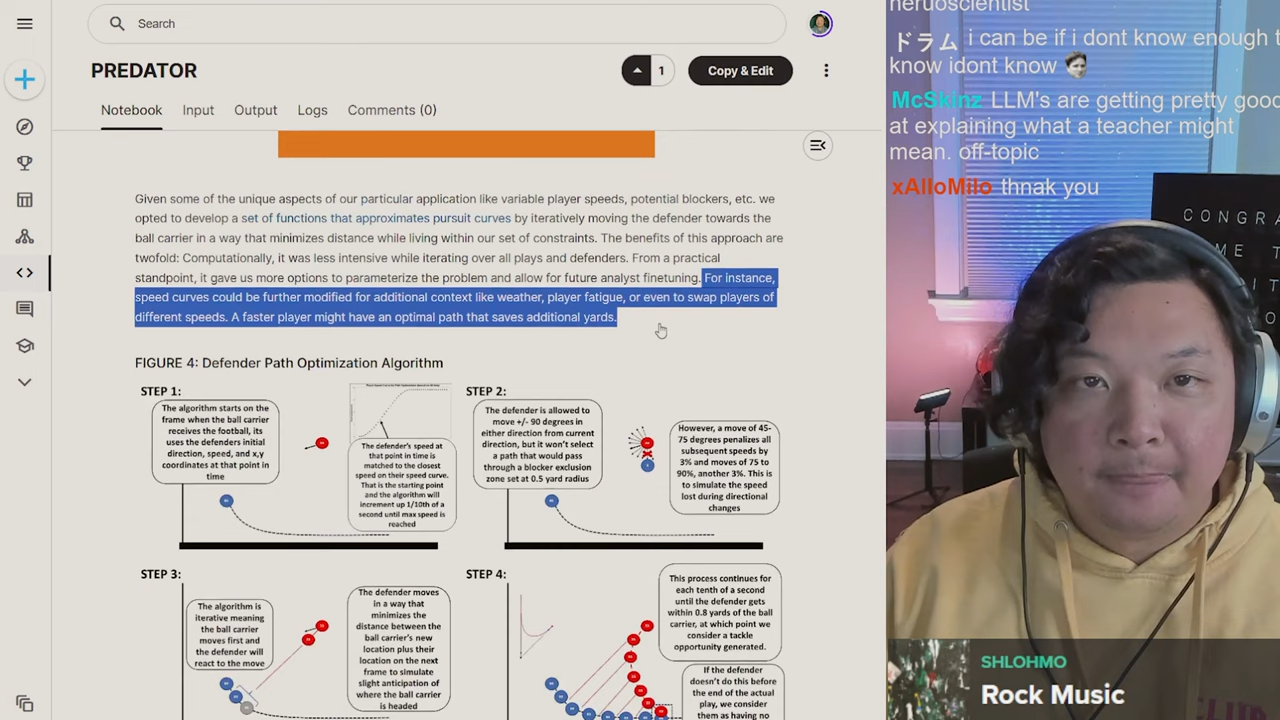 Search
PREDATOR
1
Copy & Edit
Notebook
Input
Output
Logs
Comments (0)
Given some of the unique aspects of our particular application like variable player speeds, potential blockers, etc. we
opted to develop a set of functions that approximates pursuit curves by iteratively moving the defender towards the
ball carrier in a way that minimizes distance while living within our set of constraints. The benefits of this approach are
twofold: Computationally, it was less intensive while iterating over all plays and defenders. From a practical
standpoint, it gave us more options to parameterize the problem and allow for future analyst finetuning. For instance,
speed curves could be further modified for additional context like weather, player fatigue, or even to swap players of
different speeds. A faster player might have an optimal path that saves additional yards.
FIGURE 4: Defender Path Optimization Algorithm
STEP 1:
The algorithm starts on the
frame when the ball carrier
receives the football, its
uses the defenders initial
direction, speed, and x,y
coordinates at that point in
time
The defender's speed at
that point in time is
matched to the closest
speed on their speed curve.
That is the starting point
and the algorithm will
increment up 1/10th of a
second until max speed is
reached
STEP 2:
The defender is allowed to
move +/- 90 degrees in
either direction from current
direction, but it won't select
a path that would pass
through a blocker exclusion
zone set at 0.5 yard radius
However, a move of 45-
75 degrees penalizes all
subsequent speeds by
3% and moves of 75 to
90%, another 3%. This is
to simulate the speed
lost during directional
changes
STEP 3:
The algorithm is
iterative meaning
the ball carrier
moves first and
the defender will
react to the move
The defender moves
in a way that
minimizes the
distance between the
ball carrier's new
location plus their
location on the next
frame to simulate
slight anticipation of
where the ball carrier
is headed
STEP 4:
This process continues for
each tenth of a second
until the defender gets
within 0.8 yards of the ball
carrier, at which point we
consider a tackle
opportunity generated.
If the defender
doesn't do this before
the end of the actual
play, we consider
them as having no
neruoscientist
ドラム i can be if i dont know enough t
know idont know
McSkinz LLM's are getting pretty good
at explaining what a teacher might
mean. off-topic
xAlloMilo thnak you
CONGRA
ME T
IT
O
SHLOHMO
Rock Music